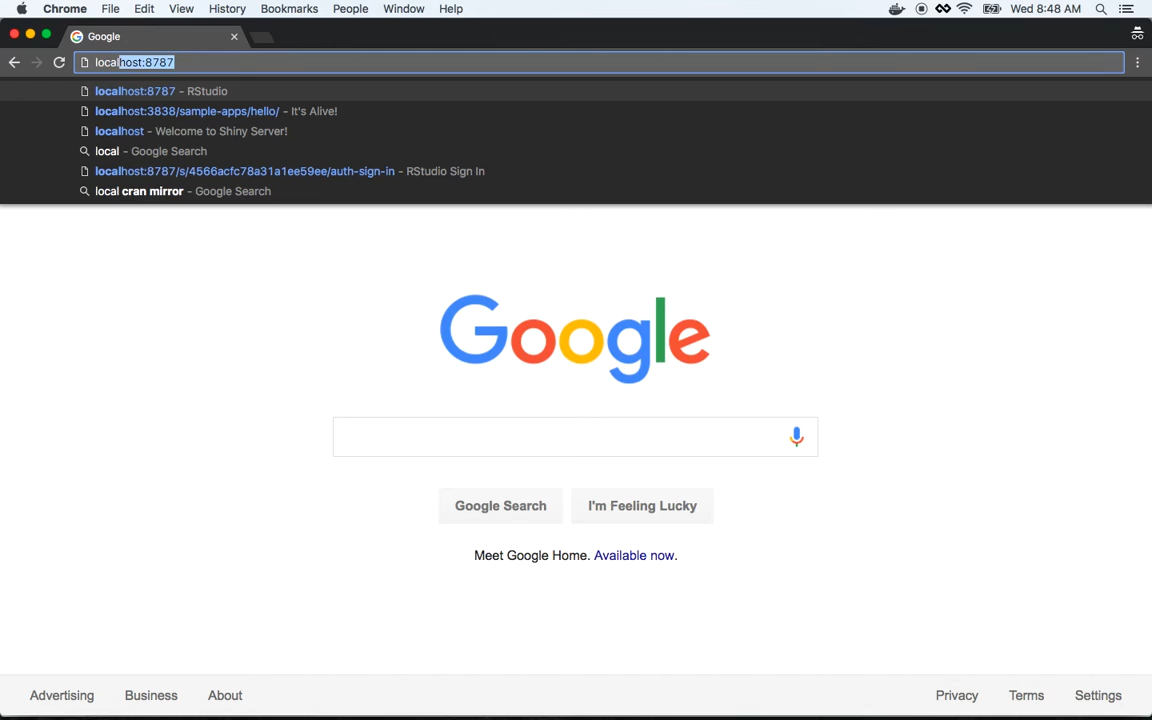 Chrome File Edit View History Bookmarks People Window Help Wed 8:48 AM
Google
localhost:8787
localhost:8787 – RStudio
localhost:3838/sample-apps/hello/ – It's Alive!
localhost – Welcome to Shiny Server!
local – Google Search
localhost:8787/s/4566acfc78a31a1ee59ee/auth-sign-in – RStudio Sign In
local cran mirror – Google Search
Google
Google Search I'm Feeling Lucky
Meet Google Home. Available now.
Advertising Business About Privacy Terms Settings